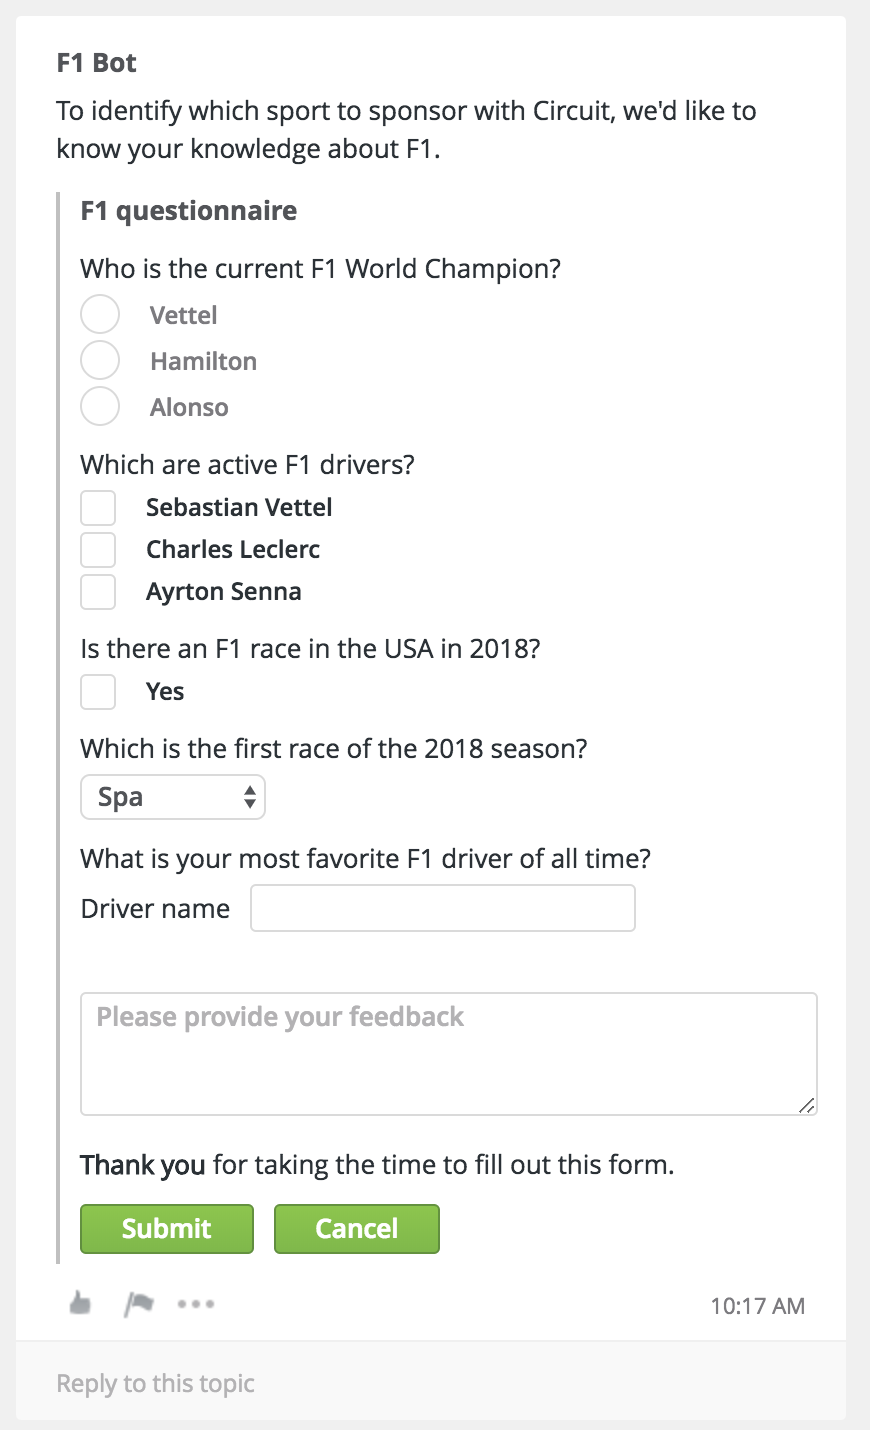 F1 Bot
To identify which sport to sponsor with Circuit, we'd like to
know your knowledge about F1.
F1 questionnaire
Who is the current F1 World Champion?
Vettel
Hamilton
Alonso
Which are active F1 drivers?
Sebastian Vettel
Charles Leclerc
Ayrton Senna
Is there an F1 race in the USA in 2018?
Yes
Which is the first race of the 2018 season?
Spa
What is your most favorite F1 driver of all time?
Driver name
Please provide your feedback
Thank you for taking the time to fill out this form.
Submit Cancel
10:17 AM
Reply to this topic